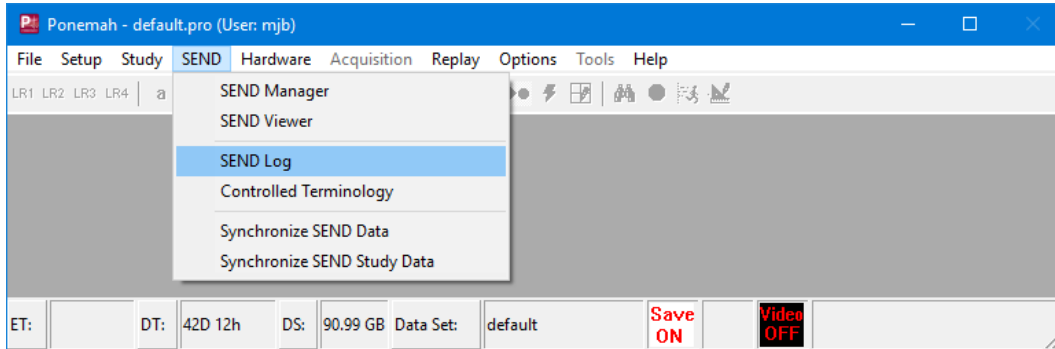 Ponemah - default.pro (User: mjb)
File Setup Study SEND Hardware Acquisition Replay Options Tools Help
LR1 LR2 LR3 LR4 a
SEND Manager
SEND Viewer
SEND Log
Controlled Terminology
Synchronize SEND Data
Synchronize SEND Study Data
ET: DT: 42D 12h DS: 90.99 GB Data Set: default Save ON Video OFF